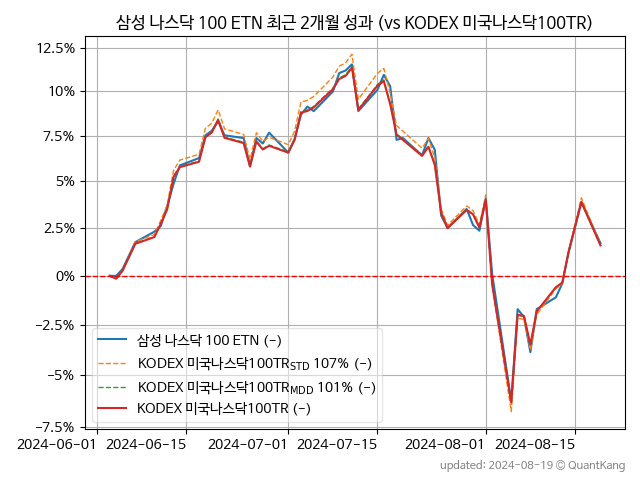 삼성 나스닥 100 ETN 최근 2개월 성과 (vs KODEX 미국나스닥100TR)
12.5%
10%
7.5%
5%
2.5%
0%
−2.5%
−5%
−7.5%
삼성 나스닥 100 ETN (-)
KODEX 미국나스닥100TR_STD 107% (-)
KODEX 미국나스닥100TR_MDD 101% (-)
KODEX 미국나스닥100TR (-)
2024-06-01 2024-06-15 2024-07-01 2024-07-15 2024-08-01 2024-08-15
updated: 2024-08-19 © QuantKang